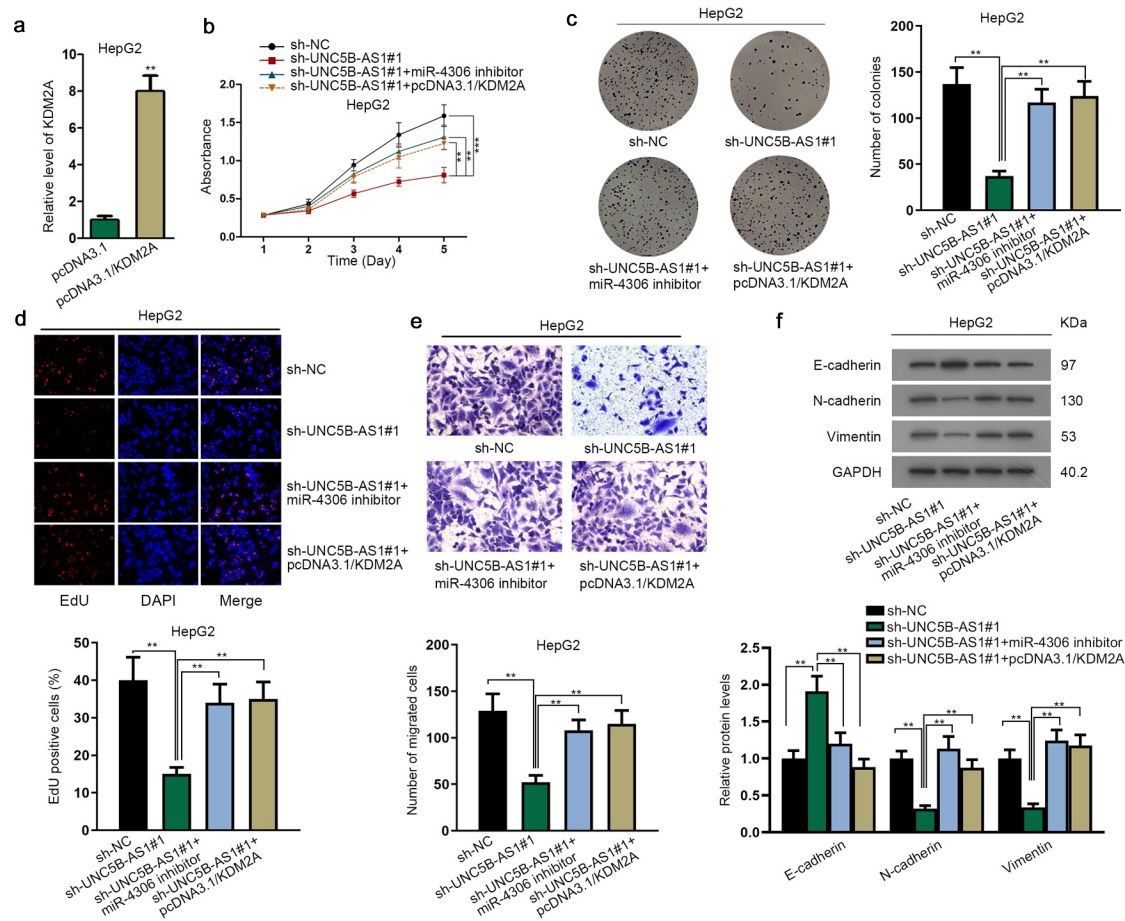 a
HepG2
Relative level of KDM2A
10
8
6
4
2
0
**
pcDNA3.1
pcDNA3.1/KDM2A
b
sh-NC
sh-UNC5B-AS1#1
sh-UNC5B-AS1#1+miR-4306 inhibitor
sh-UNC5B-AS1#1+pcDNA3.1/KDM2A
HepG2
Absorbance
2.0
1.5
1.0
0.5
0.0
1 2 3 4 5
Time (Day)
**
**
***
c
HepG2
sh-NC
sh-UNC5B-AS1#1
sh-UNC5B-AS1#1+
miR-4306 inhibitor
sh-UNC5B-AS1#1+
pcDNA3.1/KDM2A
HepG2
Number of colonies
200
150
100
50
0
**
**
**
sh-NC
sh-UNC5B-AS1#1
sh-UNC5B-AS1#1+
miR-4306 inhibitor
sh-UNC5B-AS1#1+
pcDNA3.1/KDM2A
d
HepG2
sh-NC
sh-UNC5B-AS1#1
sh-UNC5B-AS1#1+
miR-4306 inhibitor
sh-UNC5B-AS1#1+
pcDNA3.1/KDM2A
EdU DAPI Merge
HepG2
EdU positive cells (%)
50
40
30
20
10
0
**
**
**
sh-NC
sh-UNC5B-AS1#1
sh-UNC5B-AS1#1+
miR-4306 inhibitor
sh-UNC5B-AS1#1+
pcDNA3.1/KDM2A
e
HepG2
sh-NC
sh-UNC5B-AS1#1
sh-UNC5B-AS1#1+
miR-4306 inhibitor
sh-UNC5B-AS1#1+
pcDNA3.1/KDM2A
HepG2
Number of migrated cells
200
150
100
50
0
**
**
**
sh-NC
sh-UNC5B-AS1#1
sh-UNC5B-AS1#1+
miR-4306 inhibitor
sh-UNC5B-AS1#1+
pcDNA3.1/KDM2A
f
HepG2
KDa
E-cadherin 97
N-cadherin 130
Vimentin 53
GAPDH 40.2
sh-NC
sh-UNC5B-AS1#1
sh-UNC5B-AS1#1+
miR-4306 inhibitor
sh-UNC5B-AS1#1+
pcDNA3.1/KDM2A
sh-NC
sh-UNC5B-AS1#1
sh-UNC5B-AS1#1+miR-4306 inhibitor
sh-UNC5B-AS1#1+pcDNA3.1/KDM2A
Relative protein levels
2.5
2.0
1.5
1.0
0.5
0.0
**
**
**
**
**
**
**
**
**
E-cadherin
N-cadherin
Vimentin